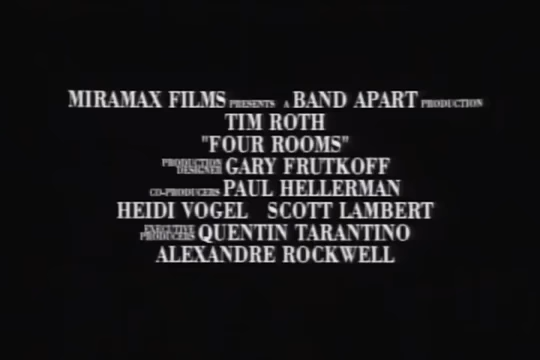 MIRAMAX FILMS PRESENTS A BAND APART PRODUCTION
TIM ROTH
"FOUR ROOMS"
PRODUCTION DESIGNER GARY FRUTKOFF
CO-PRODUCERS PAUL HELLERMAN
HEIDI VOGEL SCOTT LAMBERT
EXECUTIVE PRODUCERS QUENTIN TARANTINO
ALEXANDRE ROCKWELL